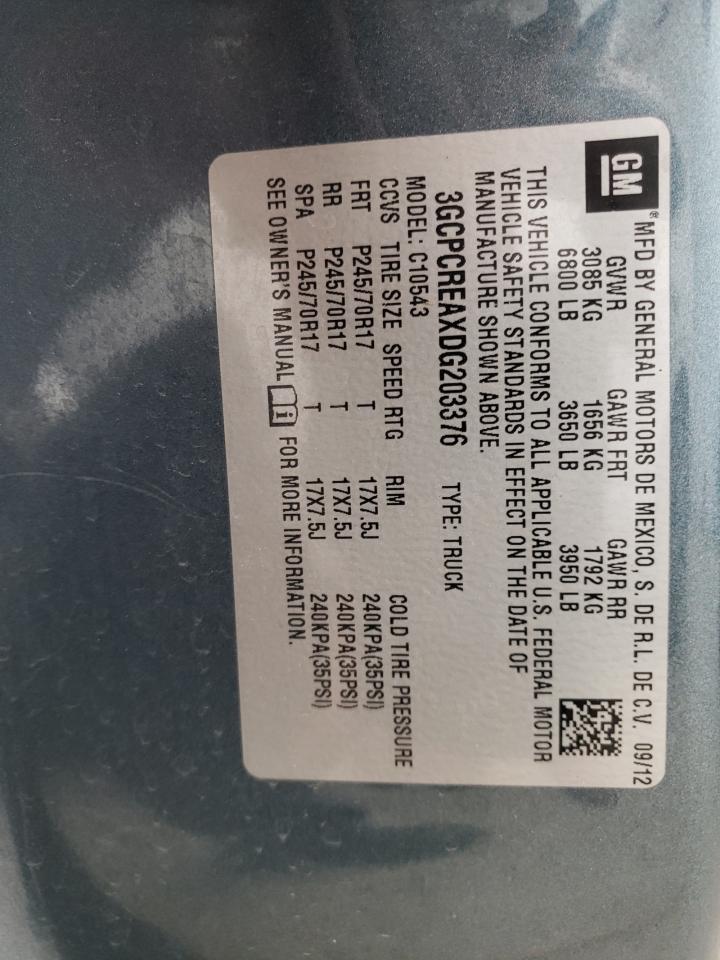 GM
® MFD BY GENERAL MOTORS DE MEXICO, S. DE R.L. DE C.V. 09/12
GVWR GAWR FRT GAWR RR
3085 KG 1656 KG 1792 KG
6800 LB 3650 LB 3950 LB
THIS VEHICLE CONFORMS TO ALL APPLICABLE U.S. FEDERAL MOTOR
VEHICLE SAFETY STANDARDS IN EFFECT ON THE DATE OF
MANUFACTURE SHOWN ABOVE.
3GCPCREAXDG203376 TYPE: TRUCK
MODEL: C10543
CCVS TIRE SIZE SPEED RTG RIM COLD TIRE PRESSURE
FRT P245/70R17 T 17X7.5J 240KPA(35PSI)
RR P245/70R17 T 17X7.5J 240KPA(35PSI)
SPA P245/70R17 T 17X7.5J 240KPA(35PSI)
SEE OWNER'S MANUAL i FOR MORE INFORMATION.